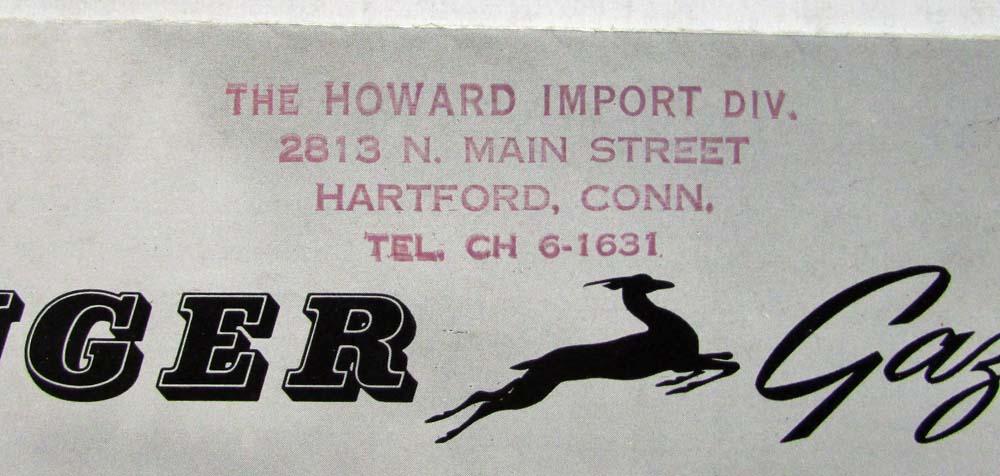 THE HOWARD IMPORT DIV.
2813 N. MAIN STREET
HARTFORD, CONN.
TEL. CH 6-1631
NGER Gaz